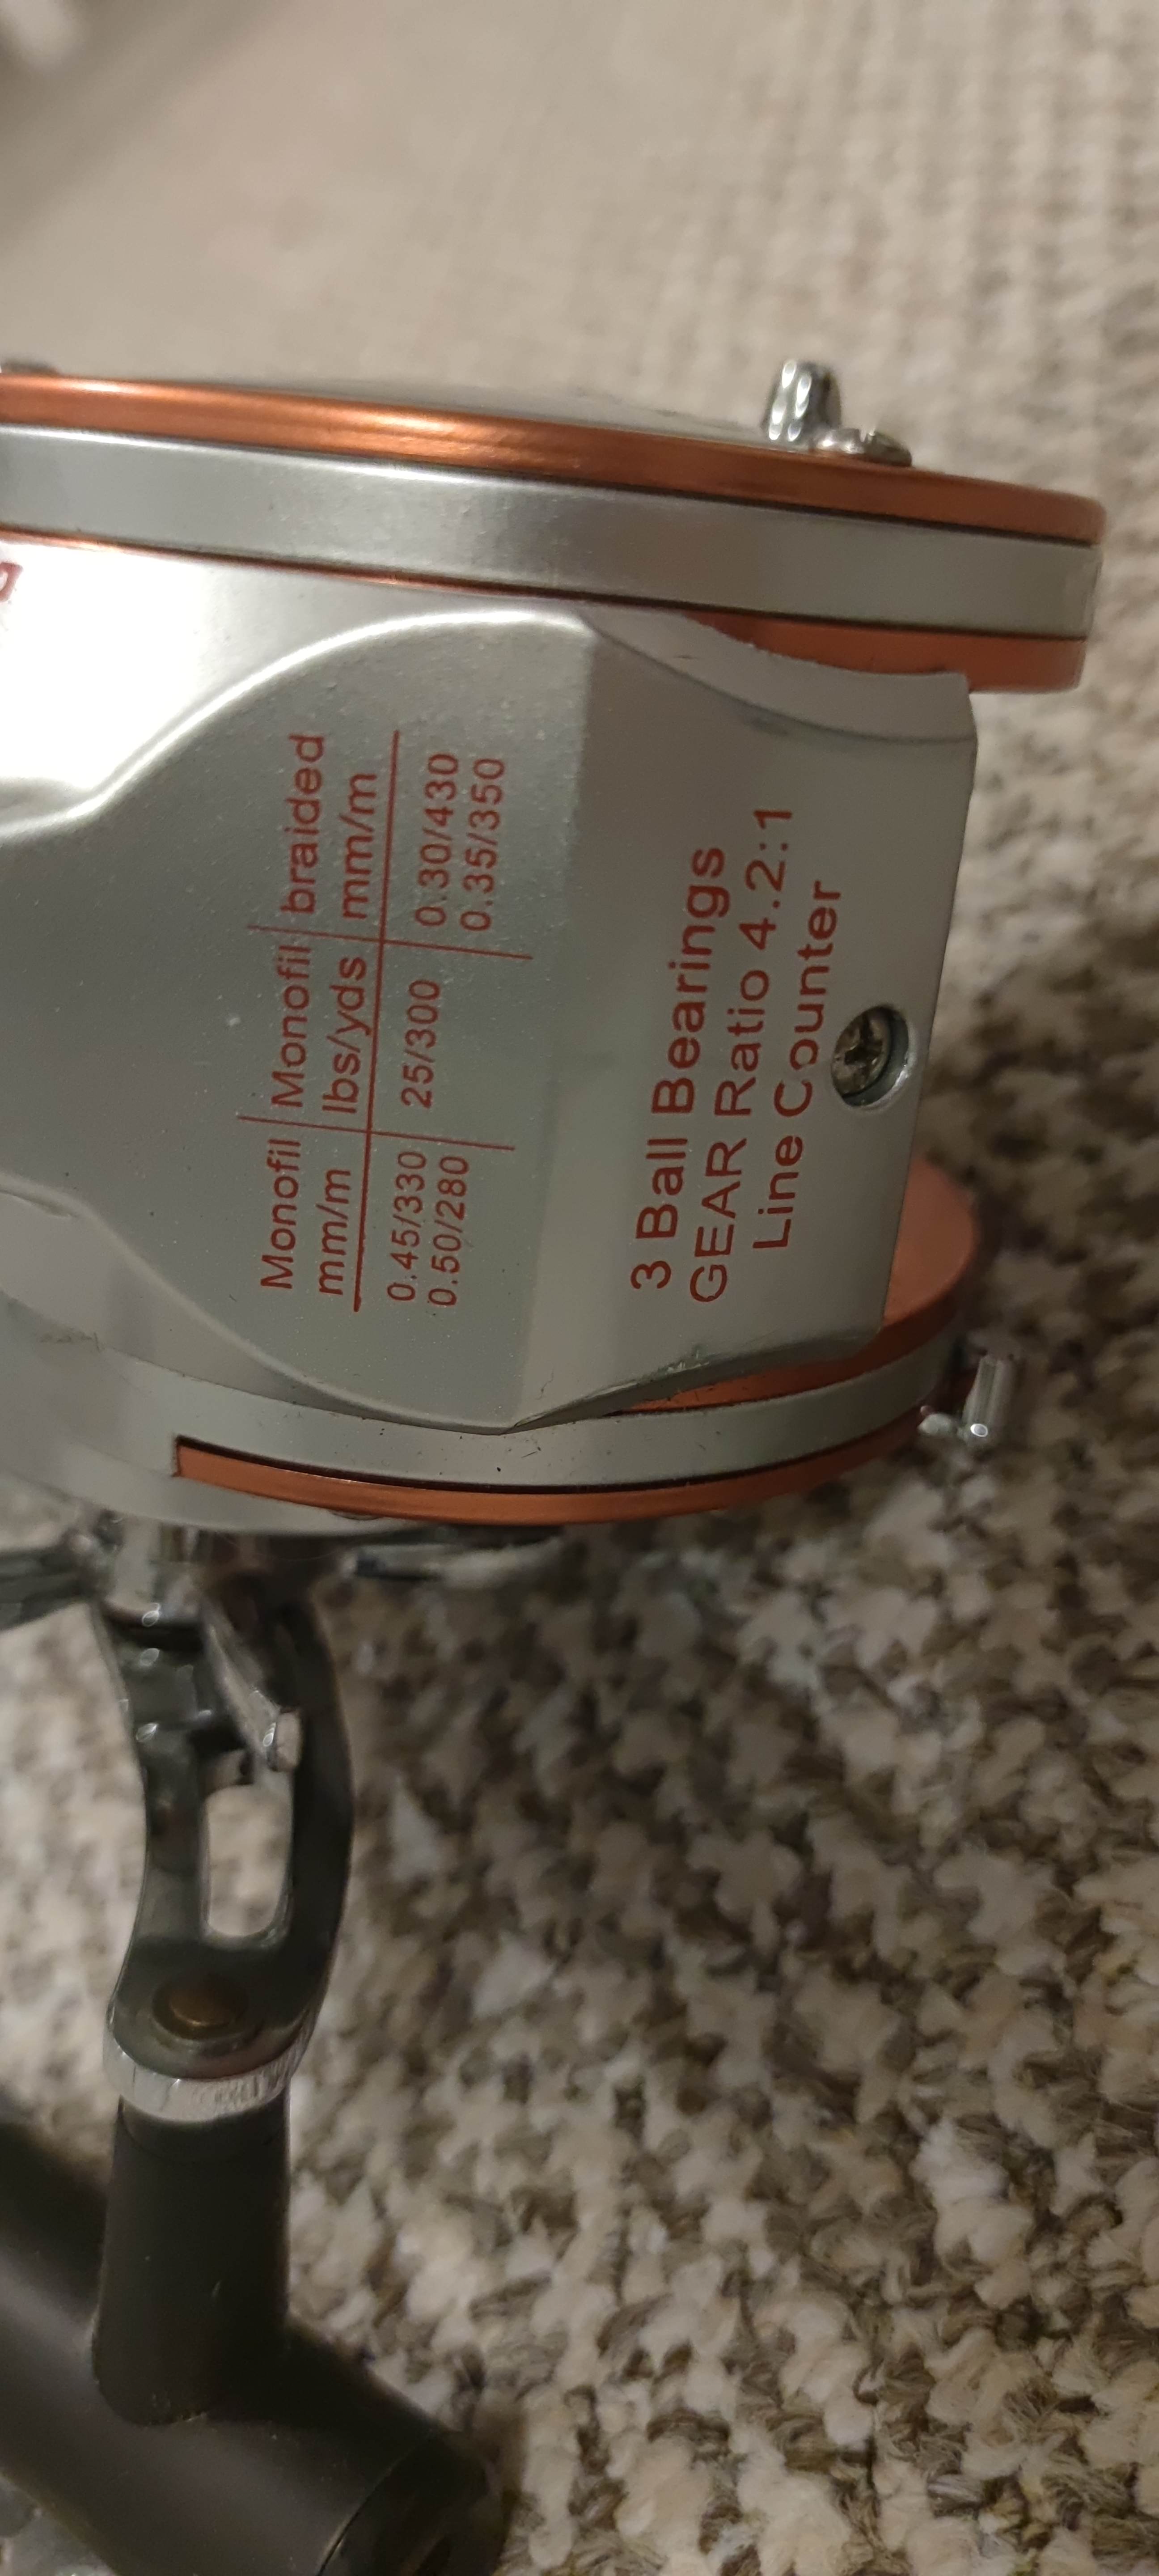 Monofil Monofil braided
mm/m lbs/yds mm/m
0.45/330 25/300 0.30/430
0.50/280 0.35/350
3 Ball Bearings
GEAR Ratio 4.2:1
Line Counter